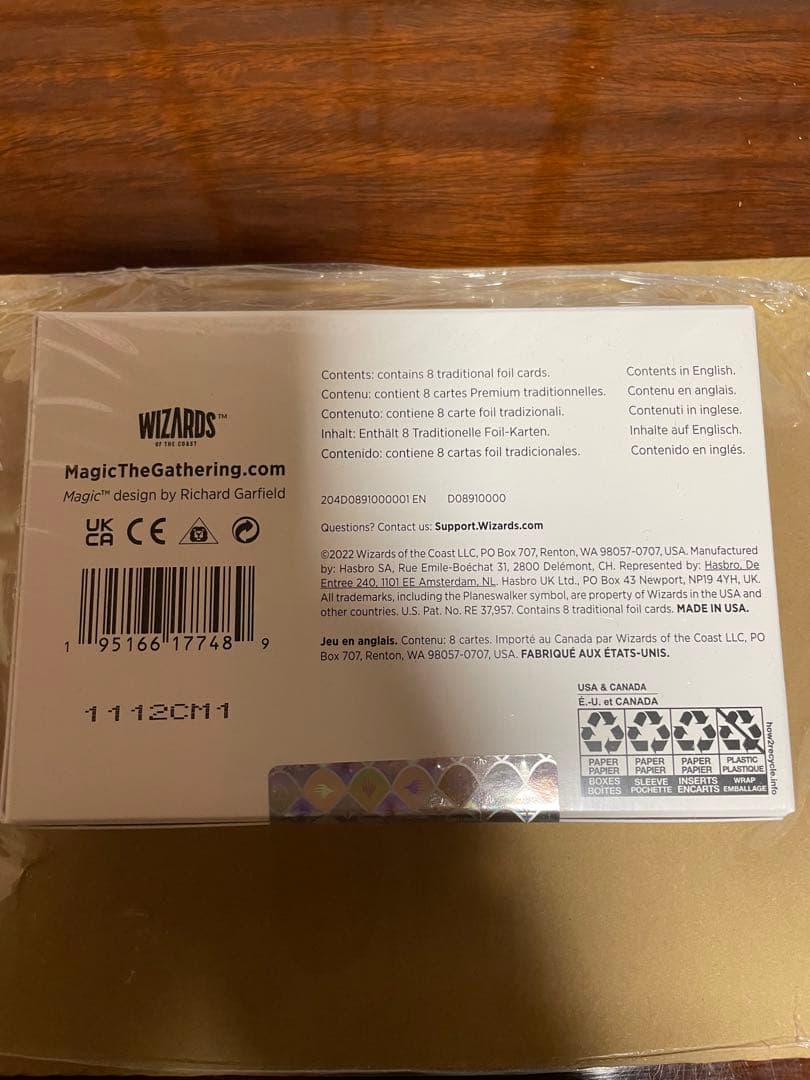 WIZARDS™
OF THE COAST
MagicTheGathering.com
Magic™ design by Richard Garfield
UK
CA CE
1 95166 17748 9
1112CM1
Contents: contains 8 traditional foil cards. Contents in English.
Contenu: contient 8 cartes Premium traditionnelles. Contenu en anglais.
Contenuto: contiene 8 carte foil tradizionali. Contenuti in inglese.
Inhalt: Enthält 8 Traditionelle Foil-Karten. Inhalte auf Englisch.
Contenido: contiene 8 cartas foil tradicionales. Contenido en inglés.
204D0891000001 EN D08910000
Questions? Contact us: Support.Wizards.com
©2022 Wizards of the Coast LLC, PO Box 707, Renton, WA 98057-0707, USA. Manufactured
by: Hasbro SA, Rue Emile-Boéchat 31, 2800 Delémont, CH. Represented by: Hasbro, De
Entree 240, 1101 EE Amsterdam, NL. Hasbro UK Ltd., PO Box 43 Newport, NP19 4YH, UK.
All trademarks, including the Planeswalker symbol, are property of Wizards in the USA and
other countries. U.S. Pat. No. RE 37,957. Contains 8 traditional foil cards. MADE IN USA.
Jeu en anglais. Contenu: 8 cartes. Importé au Canada par Wizards of the Coast LLC, PO
Box 707, Renton, WA 98057-0707, USA. FABRIQUÉ AUX ÉTATS-UNIS.
USA & CANADA
É.-U. et CANADA
PAPER PAPER PAPER PLASTIC
PAPIER PAPIER PAPIER PLASTIQUE
BOXES SLEEVE INSERTS WRAP
BOÎTES POCHETTE ENCARTS EMBALLAGE
how2recycle.info